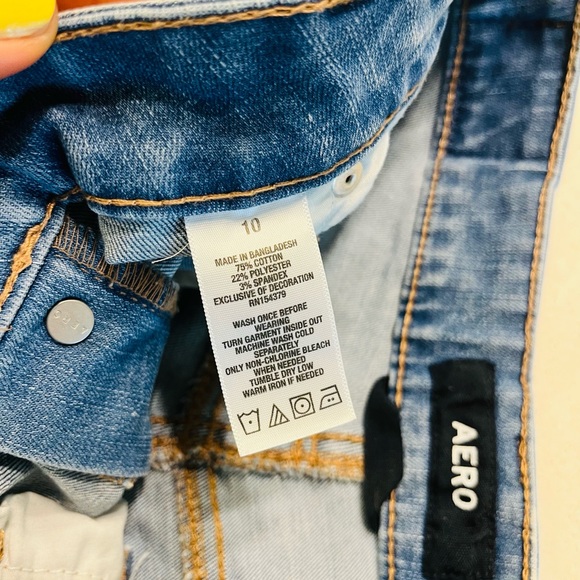 10
MADE IN BANGLADESH
75% COTTON
22% POLYESTER
3% SPANDEX
EXCLUSIVE OF DECORATION
RN154379
WASH ONCE BEFORE
WEARING
TURN GARMENT INSIDE OUT
MACHINE WASH COLD
SEPARATELY
ONLY NON-CHLORINE BLEACH
WHEN NEEDED
TUMBLE DRY LOW
WARM IRON IF NEEDED
AERO